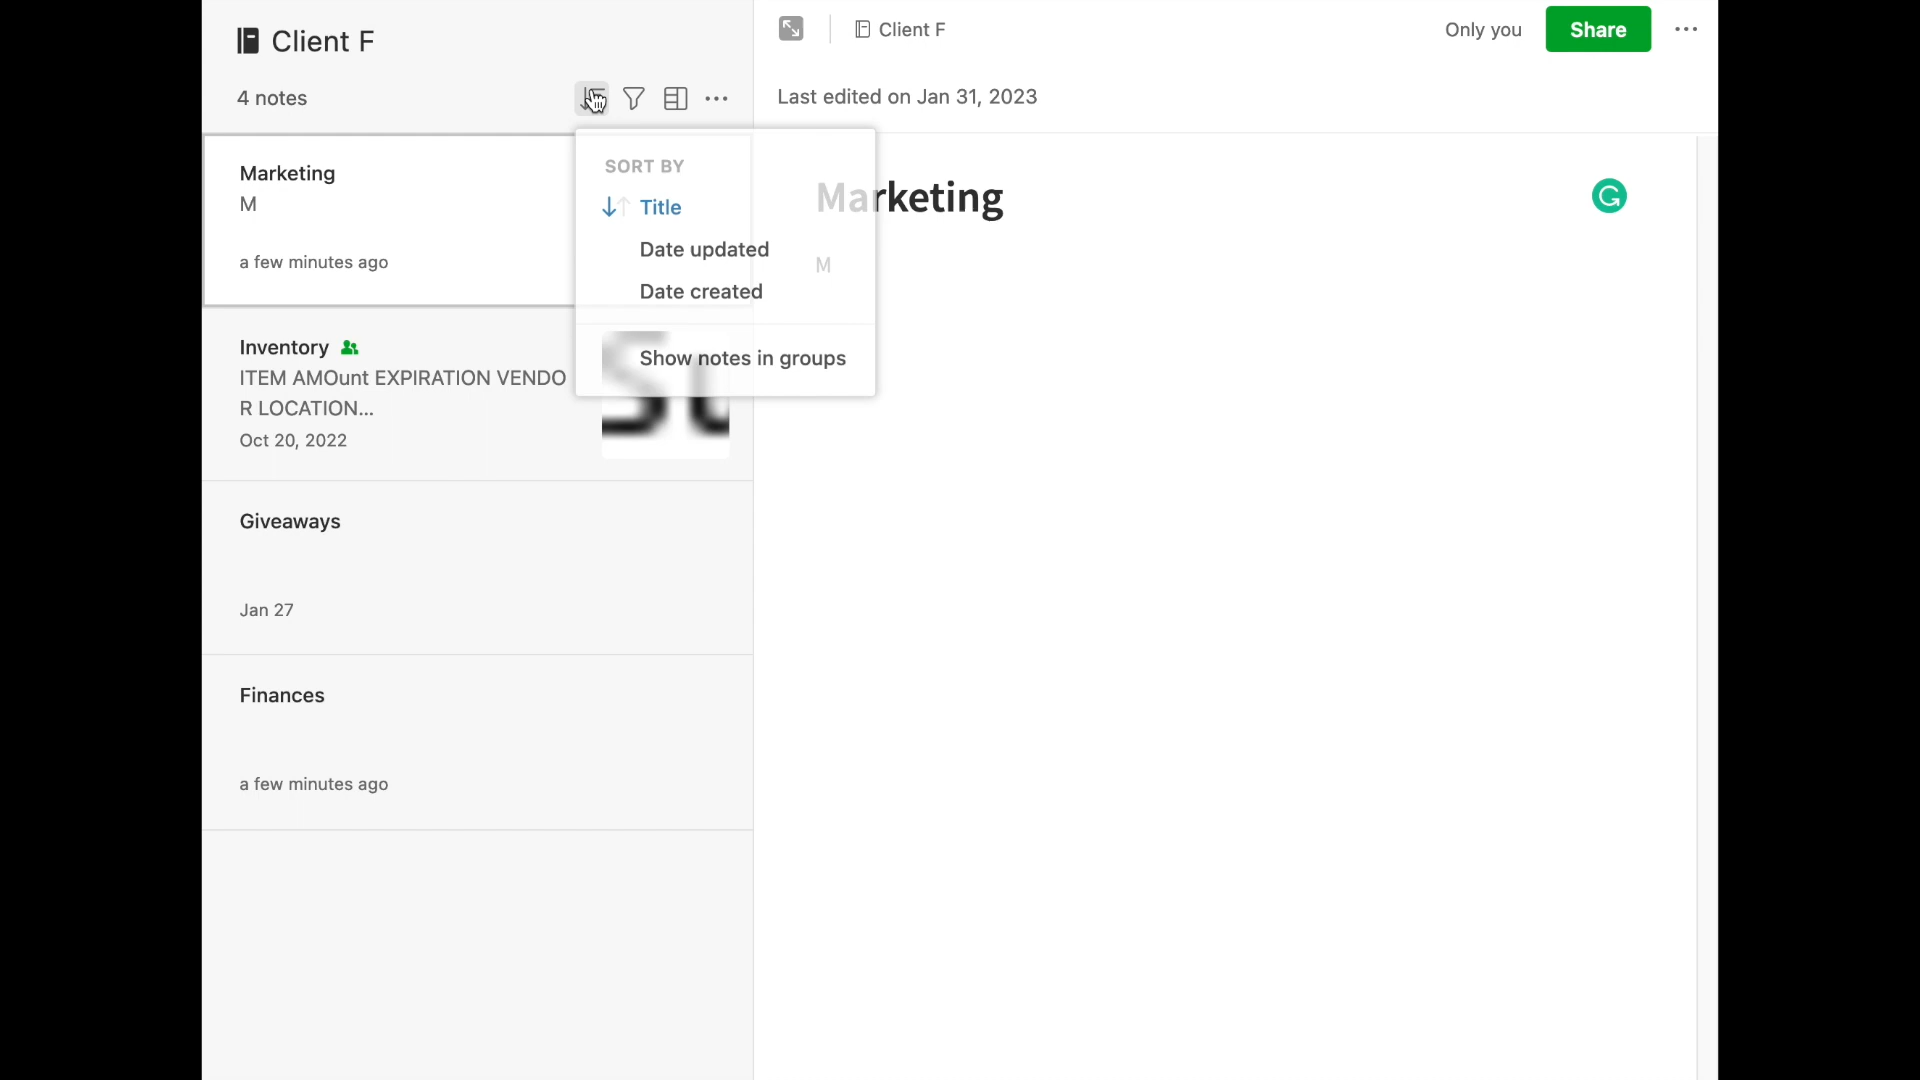 Client F
4 notes
Marketing
M
a few minutes ago
Inventory
ITEM AMOunt EXPIRATION VENDO
R LOCATION...
Oct 20, 2022
Giveaways
Jan 27
Finances
a few minutes ago
SORT BY
Title
Date updated
Date created
Show notes in groups
Client F
Only you
Share
Last edited on Jan 31, 2023
Marketing
M